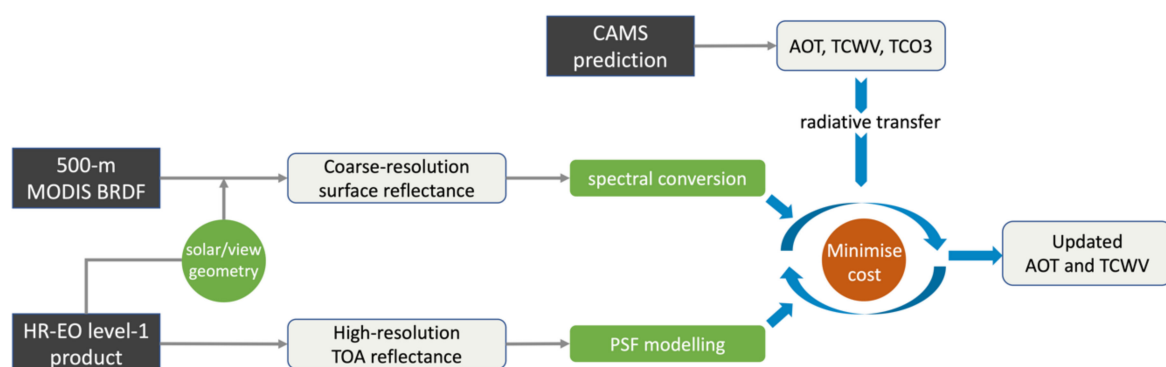 CAMS
prediction
AOT, TCWV, TCO3
radiative transfer
500-m
MODIS BRDF
Coarse-resolution
surface reflectance
spectral conversion
solar/view
geometry
Minimise
cost
Updated
AOT and TCWV
HR-EO level-1
product
High-resolution
TOA reflectance
PSF modelling